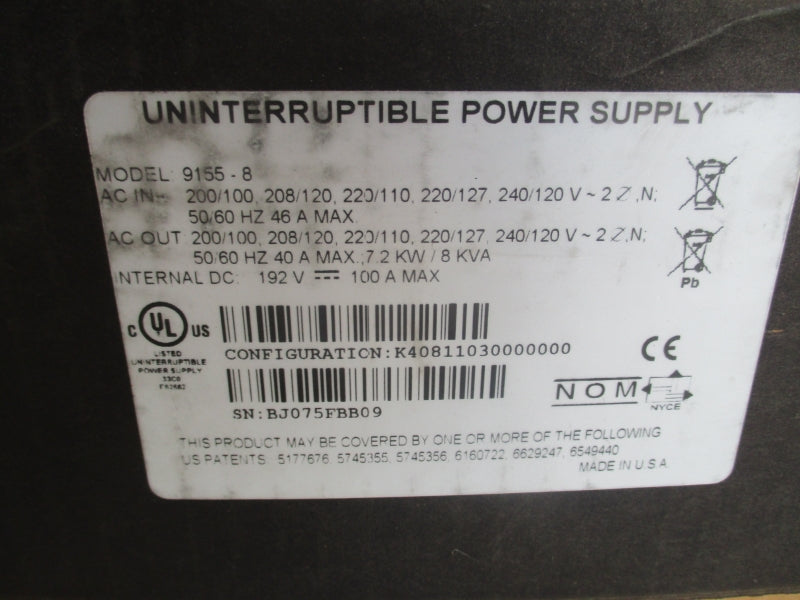 UNINTERRUPTIBLE POWER SUPPLY
MODEL: 9155 - 8
AC IN~ 200/100, 208/120, 220/110, 220/127, 240/120 V ~ 2 Ø,N;
50/60 HZ 46 A MAX.
AC OUT: 200/100, 208/120, 220/110, 220/127, 240/120 V ~ 2 Ø,N;
50/60 HZ 40 A MAX.;7.2 KW / 8 KVA
INTERNAL DC: 192 V ⎓ 100 A MAX
Pb
C UL US
LISTED
UNINTERRUPTIBLE
POWER SUPPLY
33C0
CONFIGURATION:K40811030000000
CE
SN:BJ075FBB09
NOM
NYCE
THIS PRODUCT MAY BE COVERED BY ONE OR MORE OF THE FOLLOWING
US PATENTS 5177676, 5745355, 5745356, 6160722, 6629247, 6549440
MADE IN U.S.A.